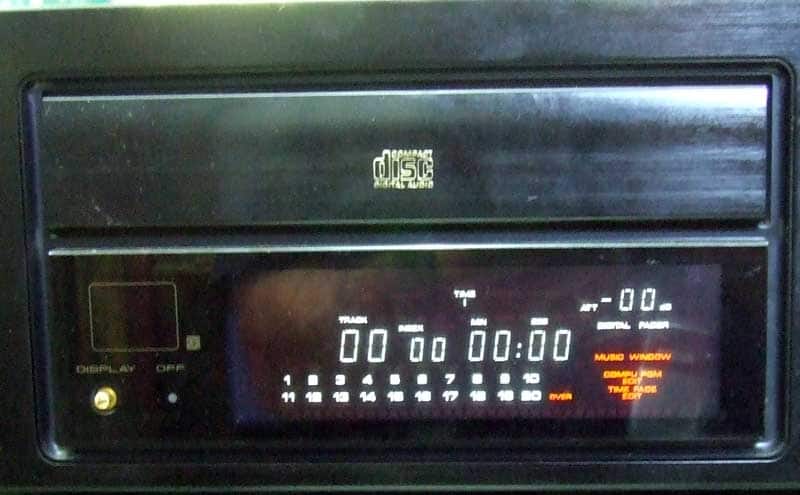 COMPACT
disc
DIGITAL AUDIO
TIME
ATT -00 dB
TRACK INDEX MIN SEC DIGITAL FADER
00 00 00:00
MUSIC WINDOW
DISPLAY OFF
1 2 3 4 5 6 7 8 9 10
COMPU PGM
EDIT
11 12 13 14 15 16 17 18 19 20 OVER
TIME FADE
EDIT